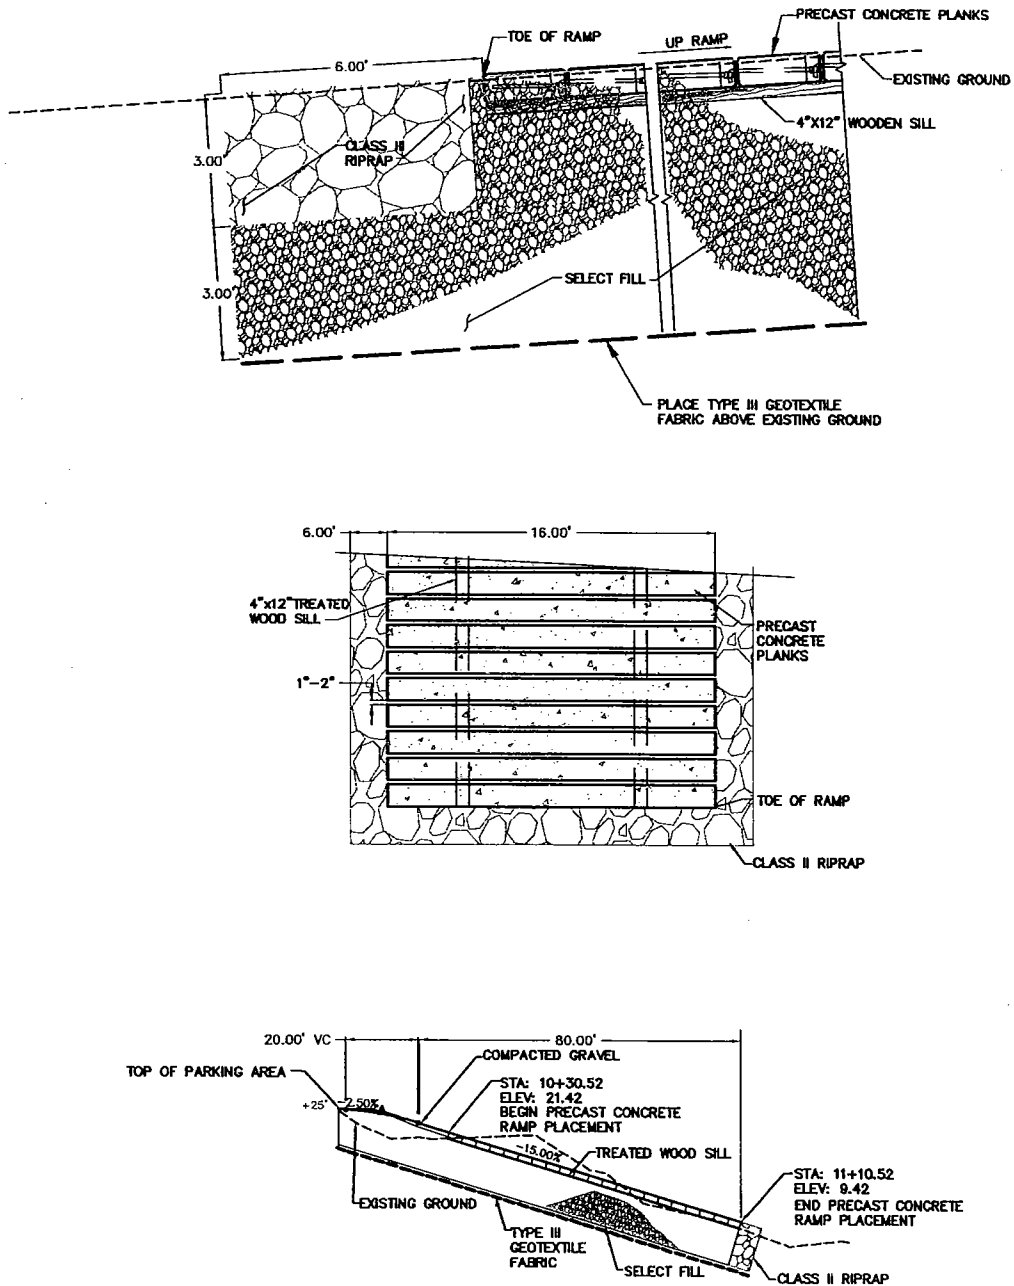 PRECAST CONCRETE PLANKS
TOE OF RAMP
UP RAMP
6.00'
EXISTING GROUND
4"X12" WOODEN SILL
CLASS II
RIPRAP
3.00'
3.00'
SELECT FILL
PLACE TYPE III GEOTEXTILE
FABRIC ABOVE EXISTING GROUND
6.00'
16.00'
4"x12" TREATED
WOOD SILL
PRECAST
CONCRETE
PLANKS
1"-2"
TOE OF RAMP
CLASS II RIPRAP
20.00' VC
80.00'
COMPACTED GRAVEL
TOP OF PARKING AREA
STA: 10+30.52
ELEV: 21.42
BEGIN PRECAST CONCRETE
RAMP PLACEMENT
+25'
-2.50%
-15.00%
TREATED WOOD SILL
STA: 11+10.52
ELEV: 9.42
END PRECAST CONCRETE
RAMP PLACEMENT
EXISTING GROUND
TYPE III
GEOTEXTILE
FABRIC
SELECT FILL
CLASS II RIPRAP